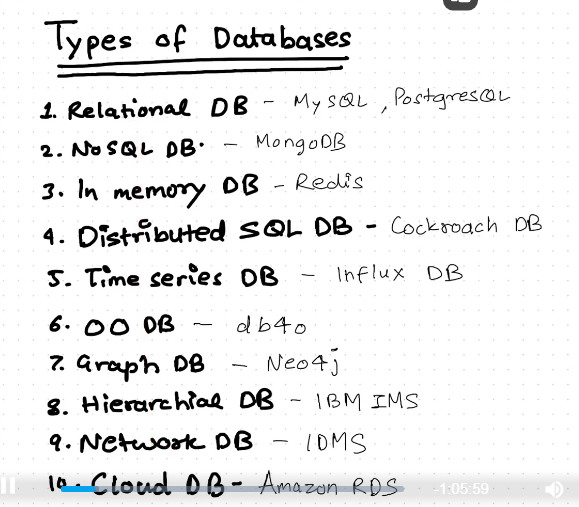 Types of Databases
1. Relational DB - MySQL, PostgresQL
2. NoSQL DB. - MongoDB
3. In memory DB - Redis
4. Distributed SQL DB - Cockroach DB
5. Time series DB - Influx DB
6. OO DB - db4o
7. Graph DB - Neo4j
8. Hierarchial DB - IBM IMS
9. Network DB - IDMS
10. Cloud DB - Amazon RDS
-1:05:59